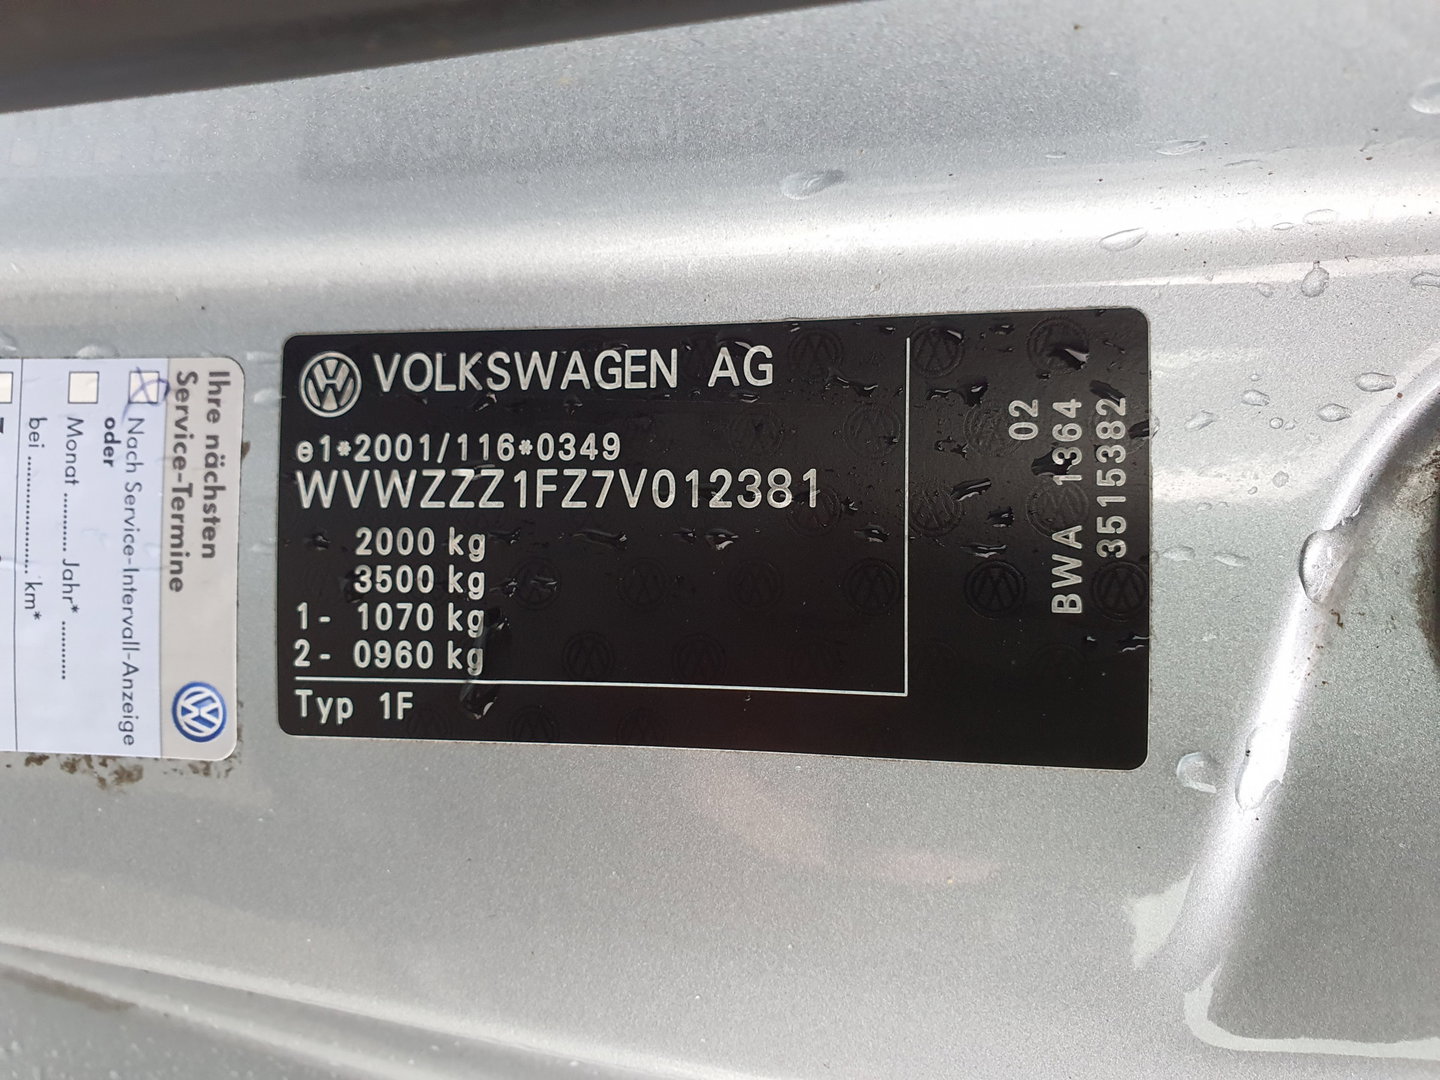 VOLKSWAGEN AG
e1*2001/116*0349
WVWZZZ1FZ7V012381
2000 kg
3500 kg
1- 1070 kg
2- 0960 kg
Typ 1F
02
BWA 1364
3515382
Ihre nächsten
Service-Termine
Nach Service-Intervall-Anzeige
oder
Monat .......... Jahr* ..........
bei .................... km*